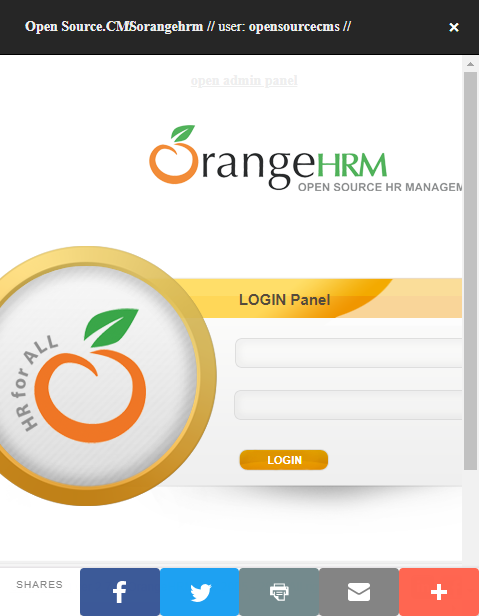 Open Source.CMSorangehrm // user: opensourcecms //
open admin panel
OrangeHRM
OPEN SOURCE HR MANAGEM
LOGIN Panel
HR for ALL
LOGIN
SHARES